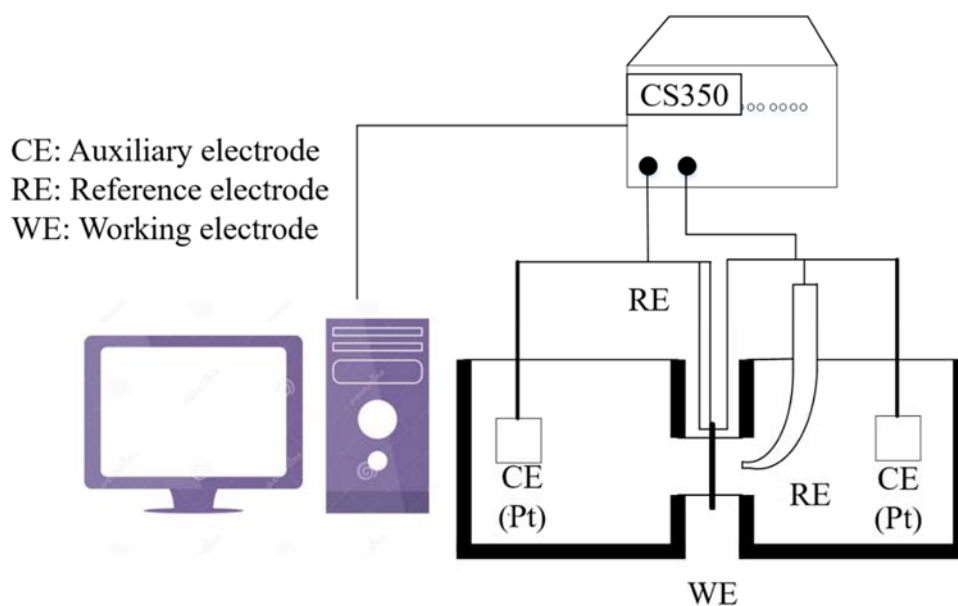 CS350
CE: Auxiliary electrode
RE: Reference electrode
WE: Working electrode
RE
CE
(Pt)
RE
CE
(Pt)
WE